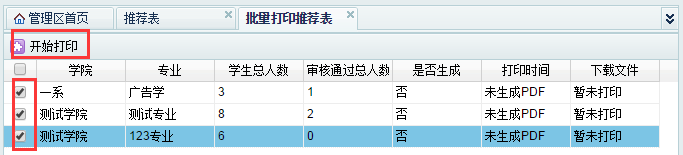 管理区首页 推荐表 批量打印推荐表
开始打印
学院 专业 学生总人数 审核通过总人数 是否生成 打印时间 下载文件
一系 广告学 3 1 否 未生成PDF 暂未打印
测试学院 测试专业 8 2 否 未生成PDF 暂未打印
测试学院 123专业 6 0 否 未生成PDF 暂未打印